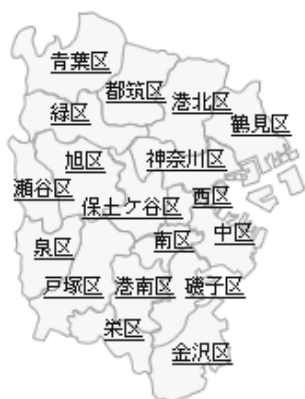 青葉区
都筑区
港北区
緑区
鶴見区
旭区
神奈川区
瀬谷区
保土ケ谷区
西区
泉区
南区
中区
戸塚区
港南区
磯子区
栄区
金沢区